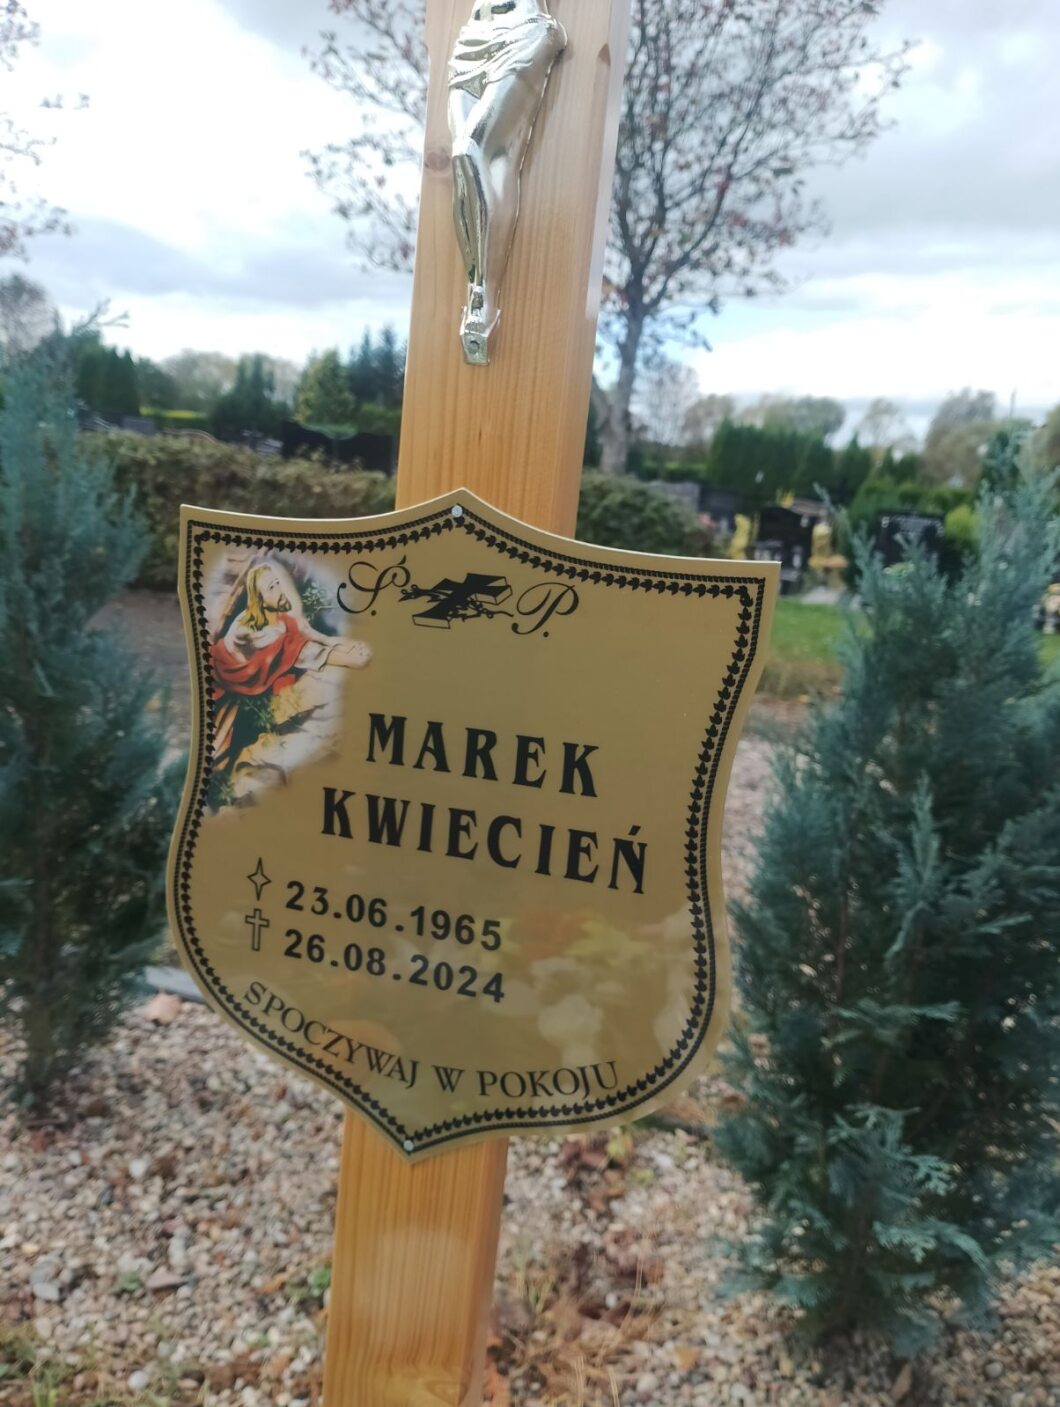 Ś. P.
MAREK
KWIECIEŃ
23.06.1965
26.08.2024
SPOCZYWAJ W POKOJU